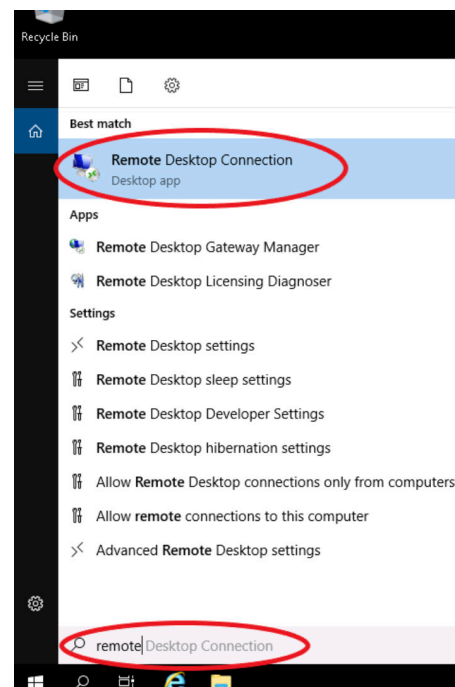 Recycle Bin
Best match
Remote Desktop Connection
Desktop app
Apps
Remote Desktop Gateway Manager
Remote Desktop Licensing Diagnoser
Settings
Remote Desktop settings
Remote Desktop sleep settings
Remote Desktop Developer Settings
Remote Desktop hibernation settings
Allow Remote Desktop connections only from computers
Allow remote connections to this computer
Advanced Remote Desktop settings
remote Desktop Connection